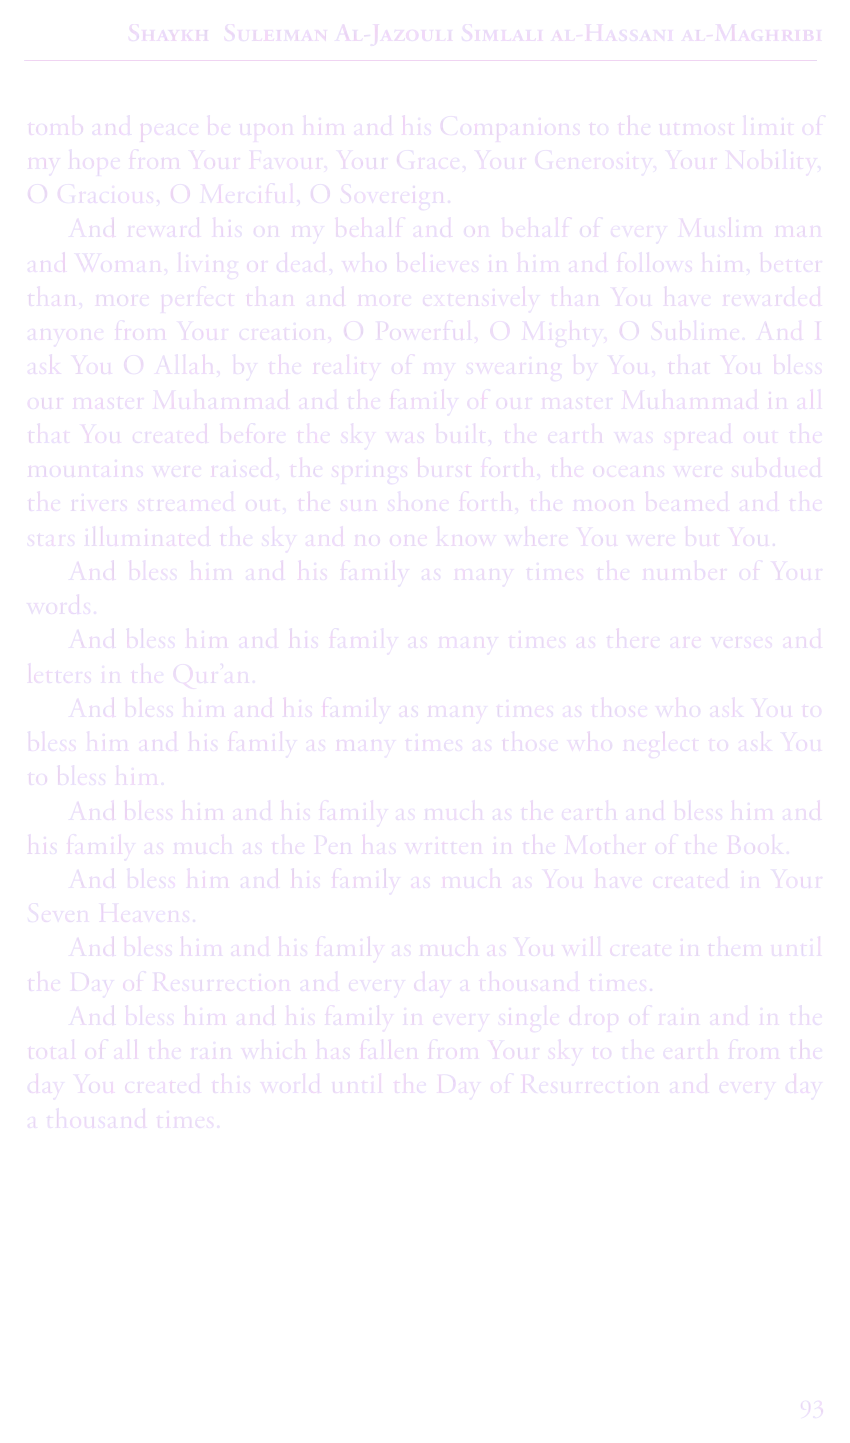 Shaykh Suleiman Al-Jazouli Simlali al-Hassani al-Maghribi
tomb and peace be upon him and his Companions to the utmost limit of
my hope from Your Favour, Your Grace, Your Generosity, Your Nobility,
O Gracious, O Merciful, O Sovereign.
And reward his on my behalf and on behalf of every Muslim man
and Woman, living or dead, who believes in him and follows him, better
than, more perfect than and more extensively than You have rewarded
anyone from Your creation, O Powerful, O Mighty, O Sublime. And I
ask You O Allah, by the reality of my swearing by You, that You bless
our master Muhammad and the family of our master Muhammad in all
that You created before the sky was built, the earth was spread out the
mountains were raised, the springs burst forth, the oceans were subdued
the rivers streamed out, the sun shone forth, the moon beamed and the
stars illuminated the sky and no one know where You were but You.
And bless him and his family as many times the number of Your
words.
And bless him and his family as many times as there are verses and
letters in the Qur’an.
And bless him and his family as many times as those who ask You to
bless him and his family as many times as those who neglect to ask You
to bless him.
And bless him and his family as much as the earth and bless him and
his family as much as the Pen has written in the Mother of the Book.
And bless him and his family as much as You have created in Your
Seven Heavens.
And bless him and his family as much as You will create in them until
the Day of Resurrection and every day a thousand times.
And bless him and his family in every single drop of rain and in the
total of all the rain which has fallen from Your sky to the earth from the
day You created this world until the Day of Resurrection and every day
a thousand times.
93